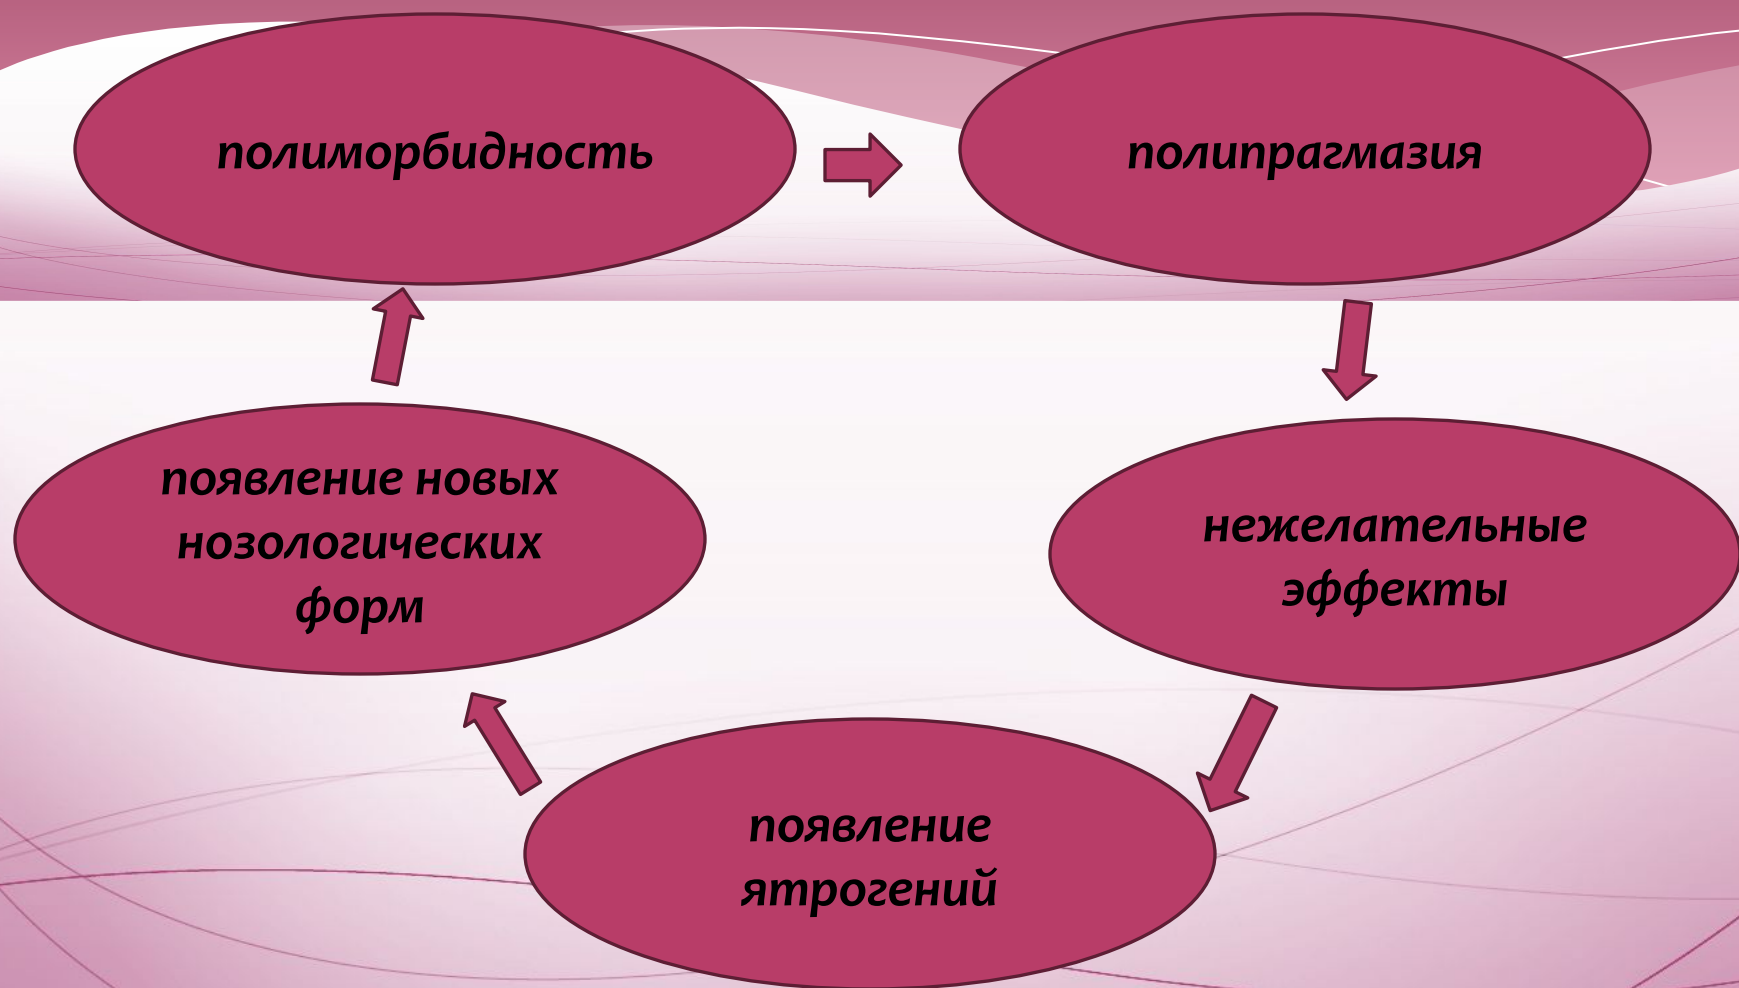 полиморбидность
полипрагмазия
появление новых
нозологических
форм
нежелательные
эффекты
появление
ятрогений